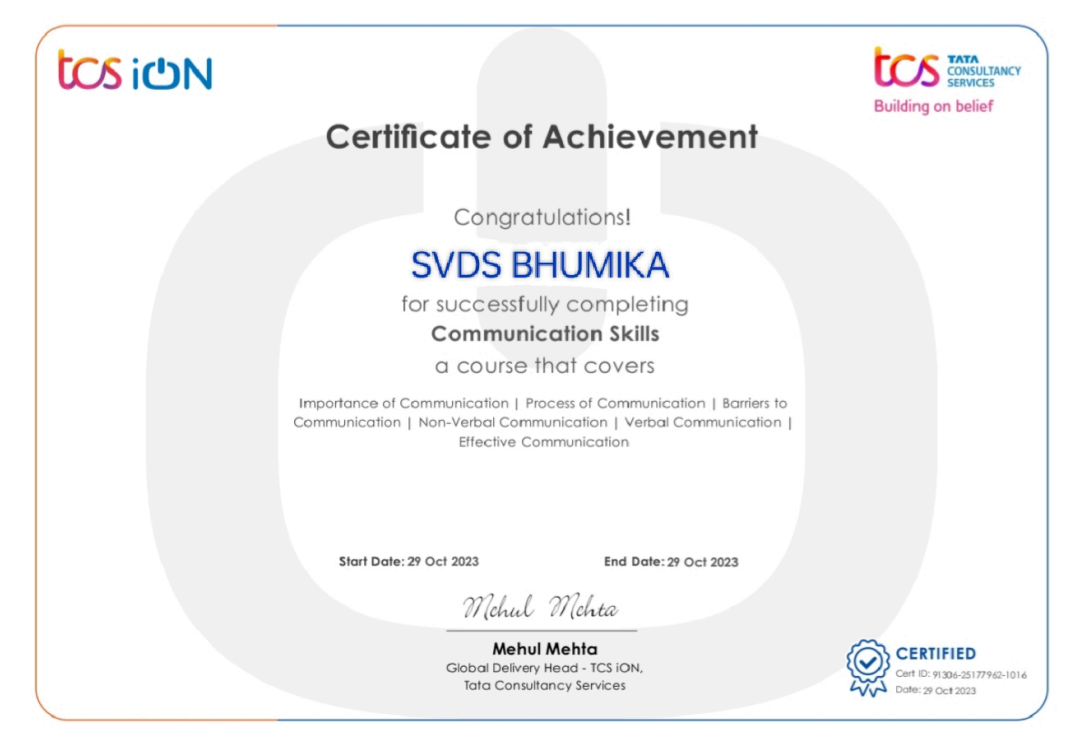 tcs iON
tcs TATA
CONSULTANCY
SERVICES
Building on belief
Certificate of Achievement
Congratulations!
SVDS BHUMIKA
for successfully completing
Communication Skills
a course that covers
Importance of Communication | Process of Communication | Barriers to
Communication | Non-Verbal Communication | Verbal Communication |
Effective Communication
Start Date: 29 Oct 2023 End Date: 29 Oct 2023
Mehul Mehta
Mehul Mehta
Global Delivery Head - TCS iON,
Tata Consultancy Services
CERTIFIED
Cert ID: 91306-25177962-1016
Date: 29 Oct 2023